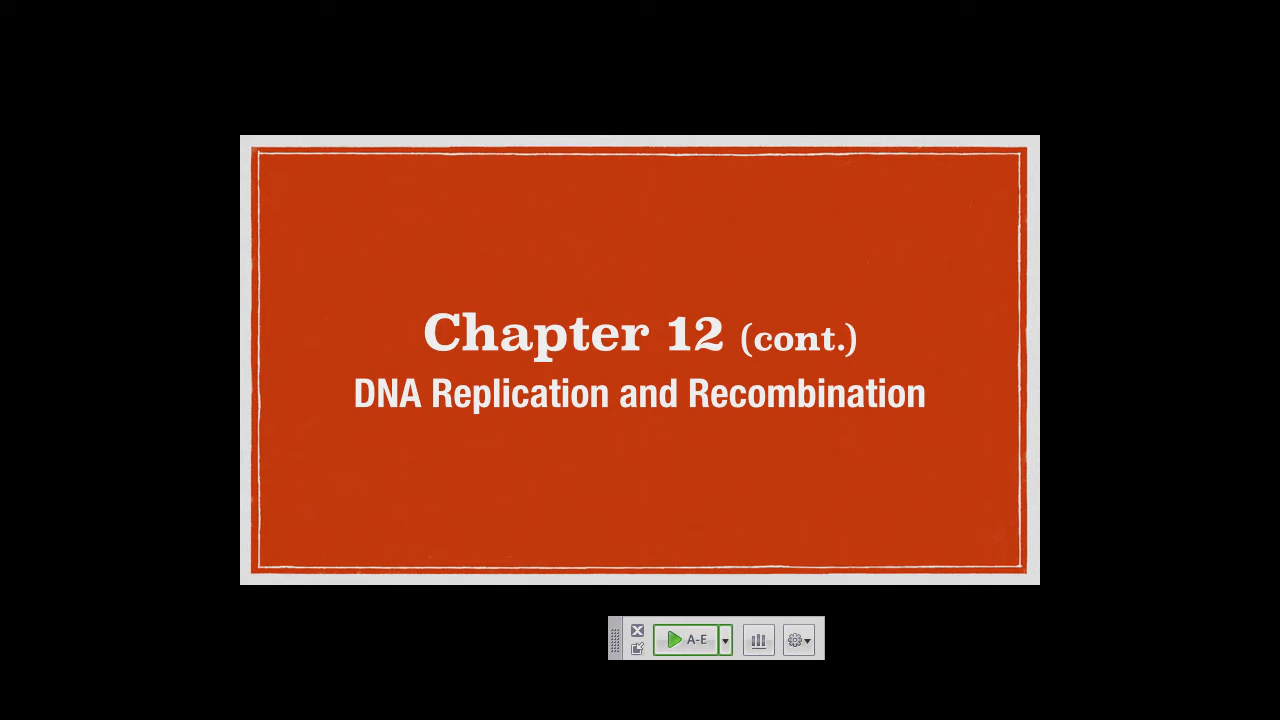 Chapter 12 (cont.)
DNA Replication and Recombination
A-E